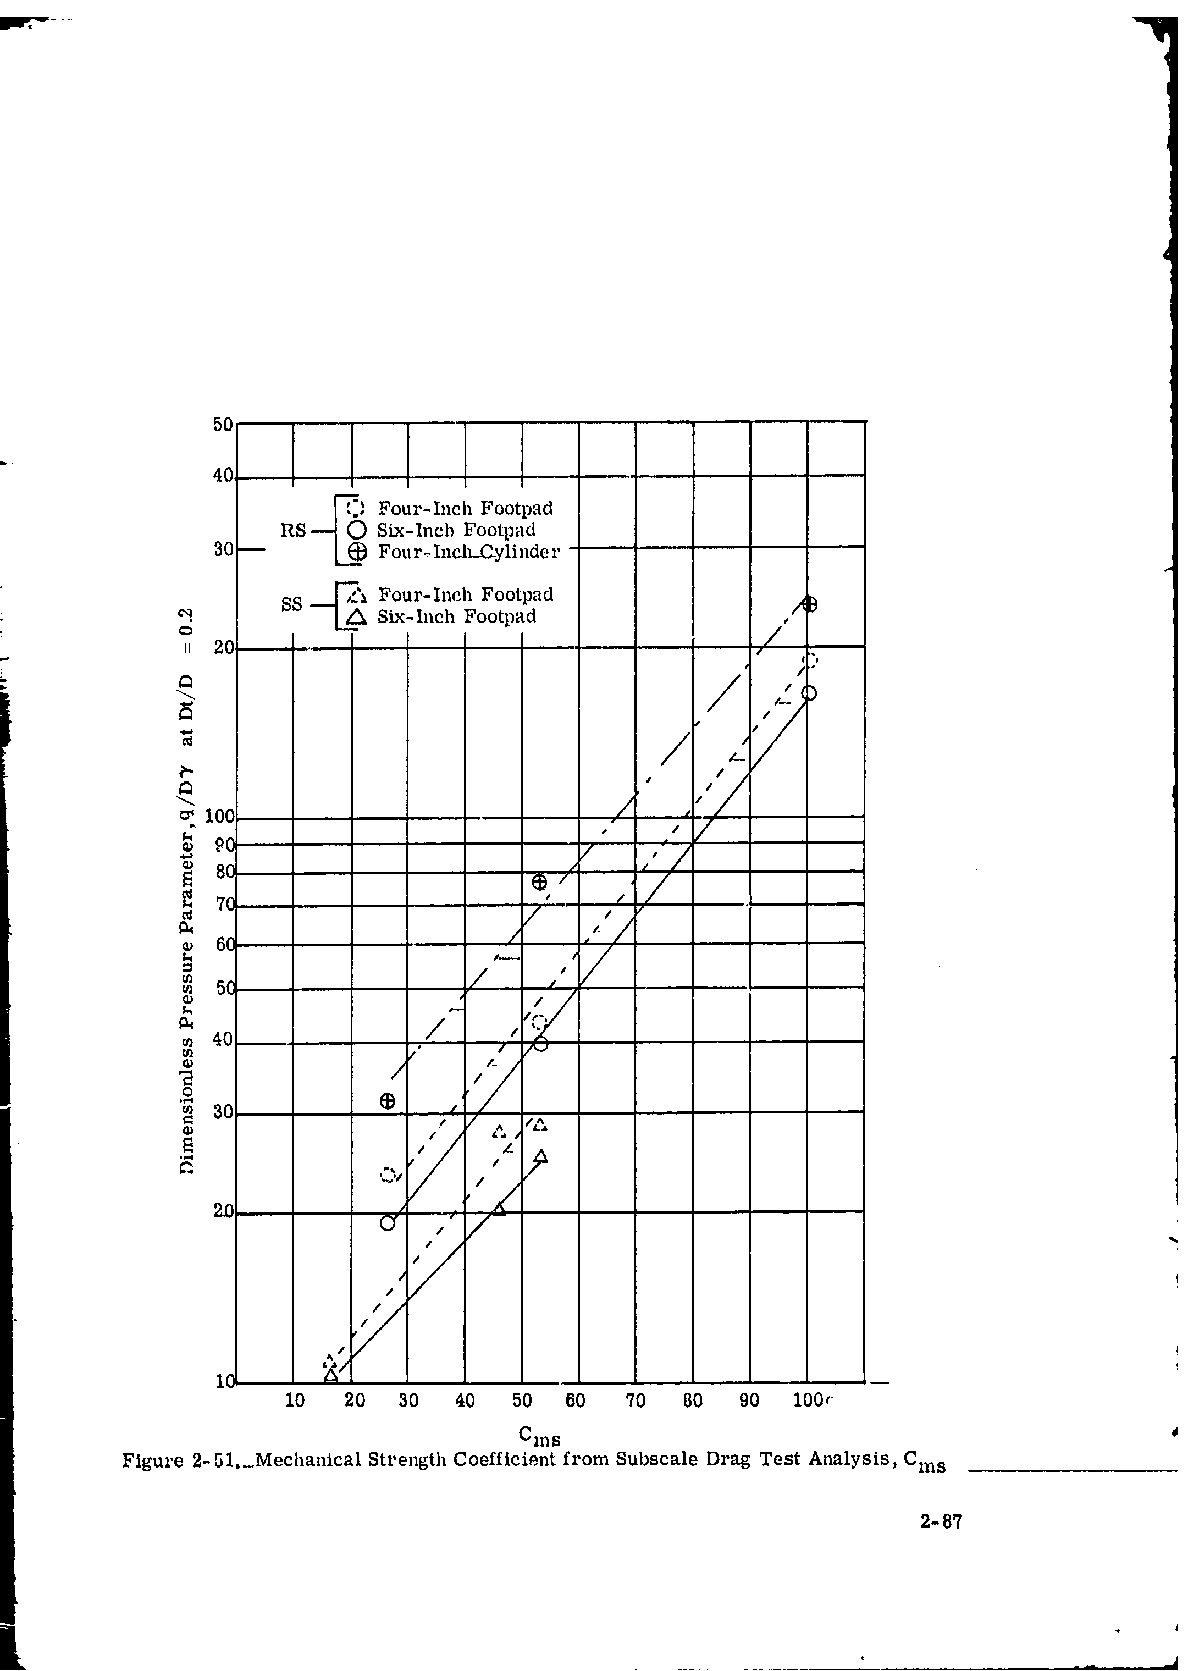 50
40
Four-Inch Footpad
RS Six-Inch Footpad
30 Four-Inch Cylinder
Four-Inch Footpad
SS Six-Inch Footpad
20
100
90
80
70
60
50
40
30
20
10
Dimensionless Pressure Parameter, q/Dγ at Dt/D = 0.2
10 20 30 40 50 60 70 80 90 100
Cms
Figure 2-51. Mechanical Strength Coefficient from Subscale Drag Test Analysis, Cms
2-87